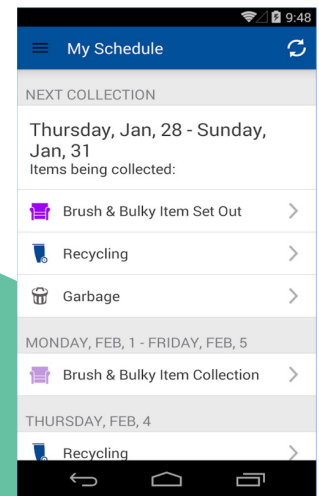 9:48
My Schedule
NEXT COLLECTION
Thursday, Jan, 28 - Sunday,
Jan, 31
Items being collected:
Brush & Bulky Item Set Out
Recycling
Garbage
MONDAY, FEB, 1 - FRIDAY, FEB, 5
Brush & Bulky Item Collection
THURSDAY, FEB, 4
Recycling